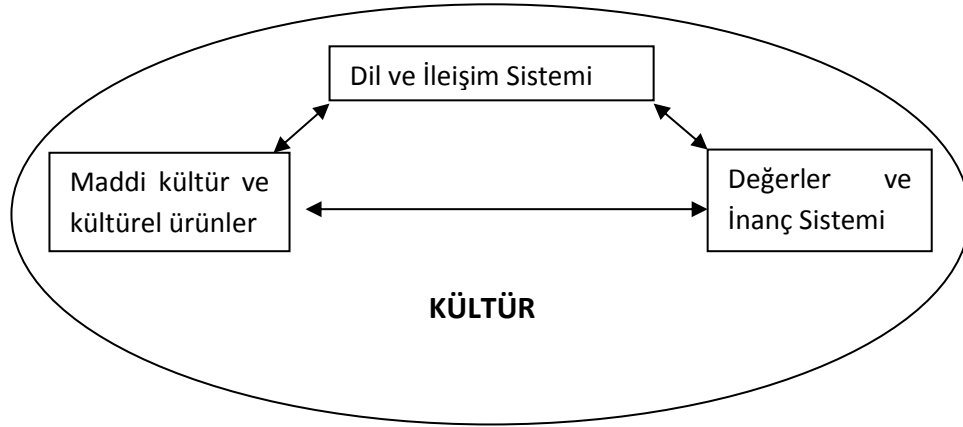 Dil ve İleişim Sistemi
Maddi kültür ve
kültürel ürünler
Değerler ve
İnanç Sistemi
KÜLTÜR